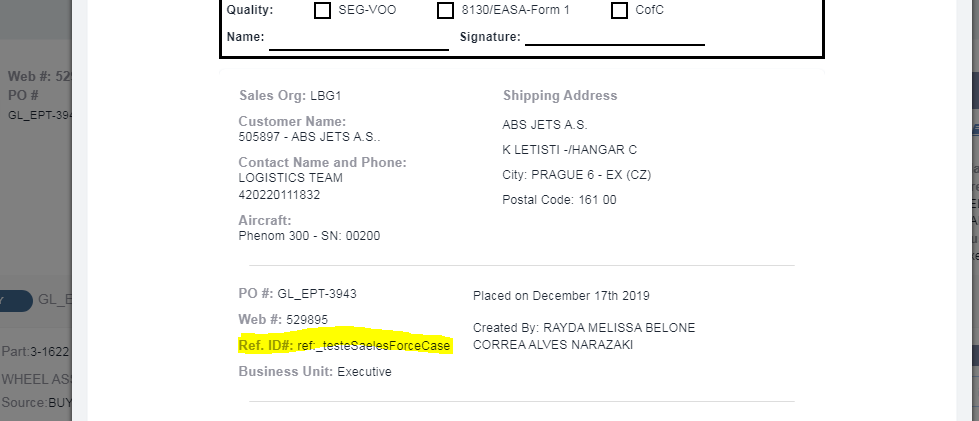 Quality: SEG-VOO 8130/EASA-Form 1 CofC
Name: Signature:
Web #: 529
PO #
GL_EPT-394
Sales Org: LBG1
Customer Name:
505897 - ABS JETS A.S..
Contact Name and Phone:
LOGISTICS TEAM
420220111832
Aircraft:
Phenom 300 - SN: 00200
Shipping Address
ABS JETS A.S.
K LETISTI -/HANGAR C
City: PRAGUE 6 - EX (CZ)
Postal Code: 161 00
PO #: GL_EPT-3943
Web #: 529895
Ref. ID#: ref:_testeSaelesForceCase
Business Unit: Executive
Placed on December 17th 2019
Created By: RAYDA MELISSA BELONE
CORREA ALVES NARAZAKI
GL_E
Part:3-1622
WHEEL ASS
Source:BUY